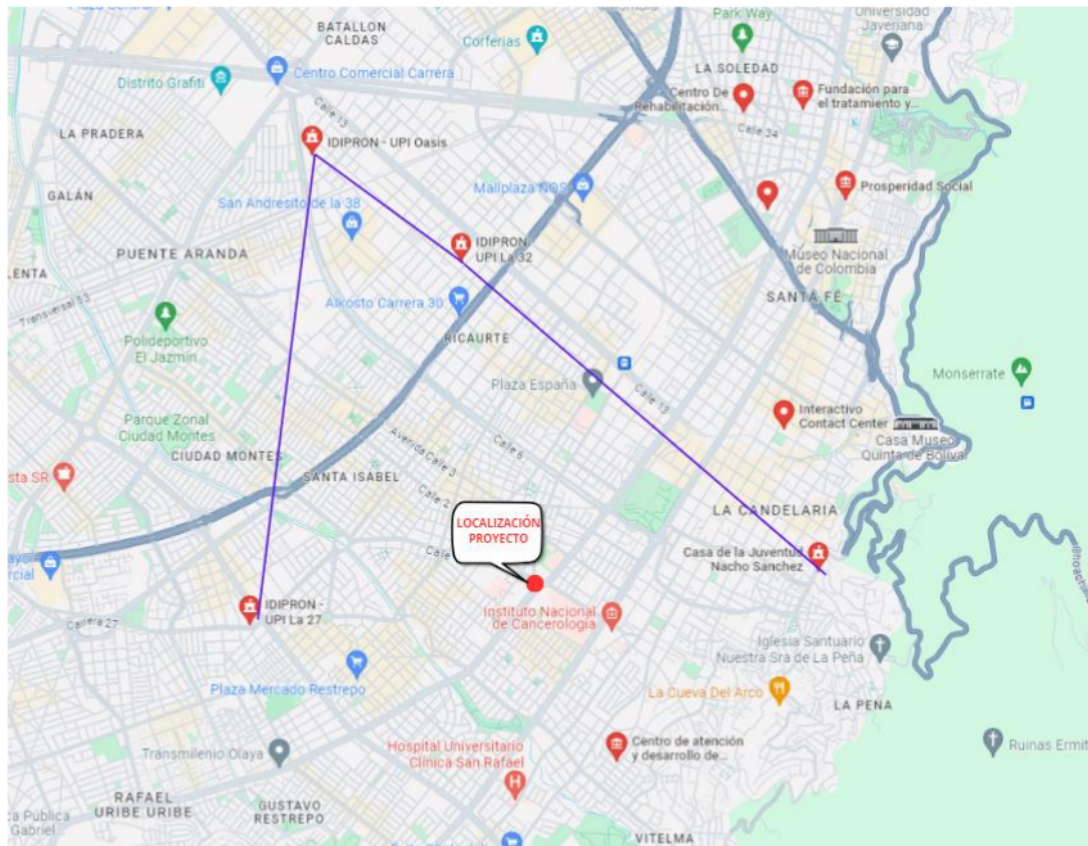 BATALLON
CALDAS
Corferias
Park Way
Universidad
Javeriana
LA SOLEDAD
Distrito Grafiti
Centro Comercial Carrera
Centro De
Rehabilitación...
Fundación para
el tratamiento y...
Calle 13
Calle 24
LA PRADERA
IDIPRON - UPI Oasis
GALÁN
San Andresito de la 38
Mallplaza NQS
Prosperidad Social
PUENTE ARANDA
IDIPRON
UPI La 32
Museo Nacional
de Colombia
SANTA FÉ
Transversal 53
Alkosto Carrera 30
RICAURTE
Polideportivo
El Jazmín
Plaza España
Calle 13
Monserrate
Interactivo
Contact Center
Casa Museo
Quinta de Bolívar
Parque Zonal
Ciudad Montes
CIUDAD MONTES
Avenida Calle 3
Calle 6
SANTA ISABEL
Calle 2
LA CANDELARIA
LOCALIZACIÓN
PROYECTO
Casa de la Juventud
Nacho Sanchez
IDIPRON -
UPI La 27
Instituto Nacional
de Cancerología
Iglesia Santuario
Nuestra Sra de La Peña
Plaza Mercado Restrepo
La Cueva Del Arco
LA PENA
Transmilenio Olaya
Hospital Universitario
Clínica San Rafael
Centro de atención
y desarrollo de...
Ruinas Ermit
RAFAEL
URIBE URIBE
GUSTAVO
RESTREPO
VITELMA